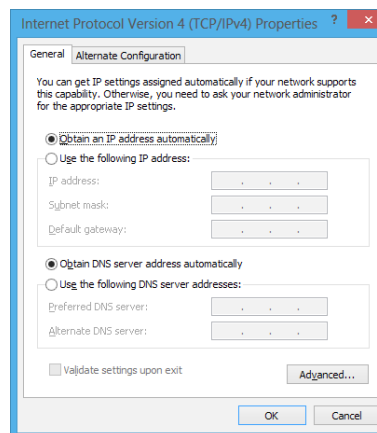 Internet Protocol Version 4 (TCP/IPv4) Properties ? ×
General Alternate Configuration
You can get IP settings assigned automatically if your network supports
this capability. Otherwise, you need to ask your network administrator
for the appropriate IP settings.
Obtain an IP address automatically
Use the following IP address:
IP address: . . .
Subnet mask: . . .
Default gateway: . . .
Obtain DNS server address automatically
Use the following DNS server addresses:
Preferred DNS server: . . .
Alternate DNS server: . . .
Validate settings upon exit
Advanced...
OK Cancel